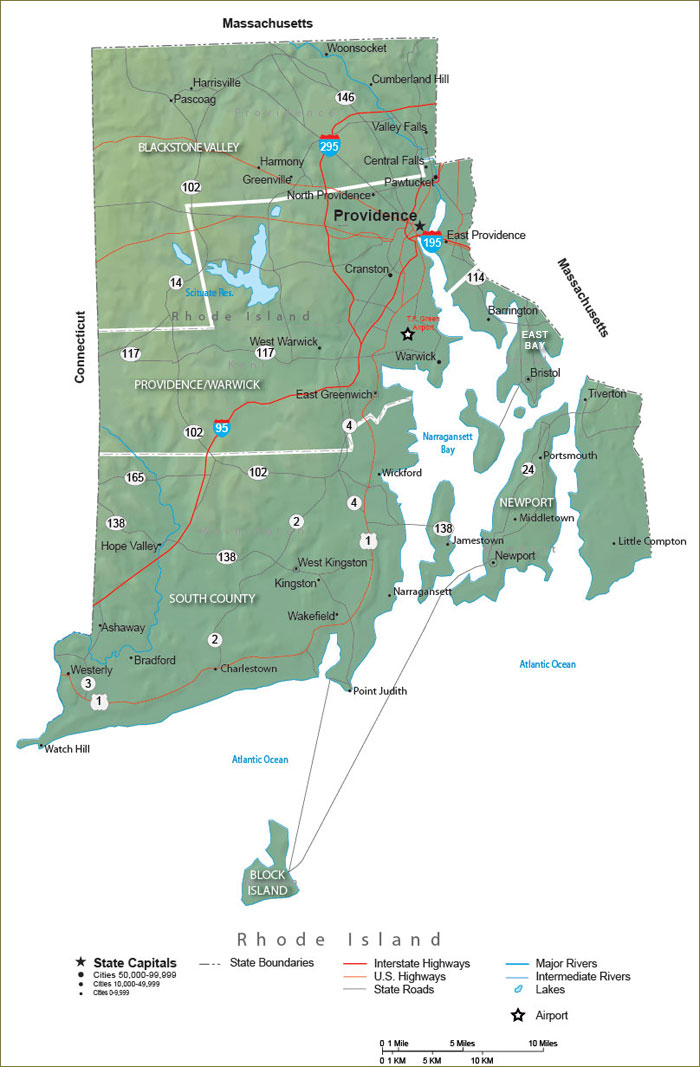 Massachusetts
Woonsocket
Harrisville
Cumberland Hill
Pascoag
146
Providence
Valley Falls
295
BLACKSTONE VALLEY
Harmony
Central Falls
Greenville
Pawtucket
102
North Providence
Providence
East Providence
195
Cranston
114
14
Scituate Res.
Massachusetts
Rhode Island
T.F. Green
Airport
Barrington
EAST
BAY
Connecticut
West Warwick
117
117
Warwick
Bristol
PROVIDENCE/WARWICK
East Greenwich
Tiverton
95
4
102
Narragansett
Bay
Portsmouth
24
165
102
Wickford
NEWPORT
4
138
2
138
Middletown
1
Jamestown
Little Compton
Hope Valley
138
Newport
West Kingston
Kingston
SOUTH COUNTY
Narragansett
Wakefield
Ashaway
2
Bradford
Charlestown
Atlantic Ocean
Westerly
3
1
Point Judith
Watch Hill
Atlantic Ocean
BLOCK
ISLAND
Rhode Island
State Capitals
Cities 50,000-99,999
Cities 10,000-49,999
Cities 0-9,999
State Boundaries
Interstate Highways
U.S. Highways
State Roads
Major Rivers
Intermediate Rivers
Lakes
Airport
0 1 Mile 5 Miles 10 Miles
0 1 KM 5 KM 10 KM